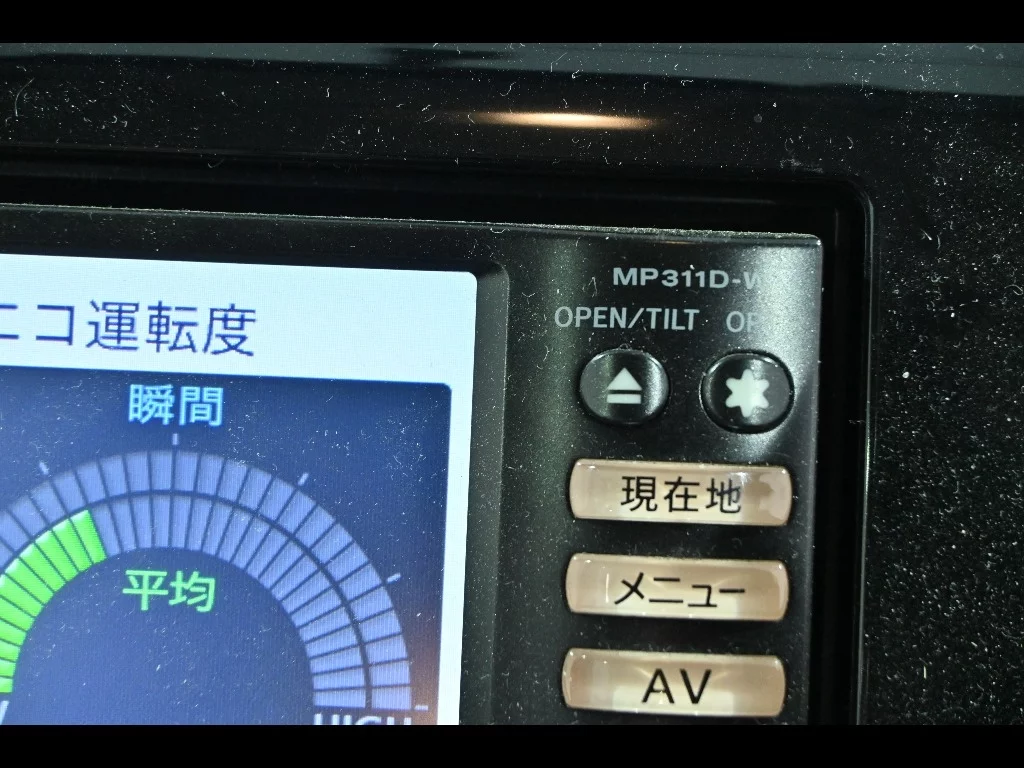 MP311D-W
OPEN/TILT
コ運転度
瞬間
現在地
平均
メニュー
AV
HIGH